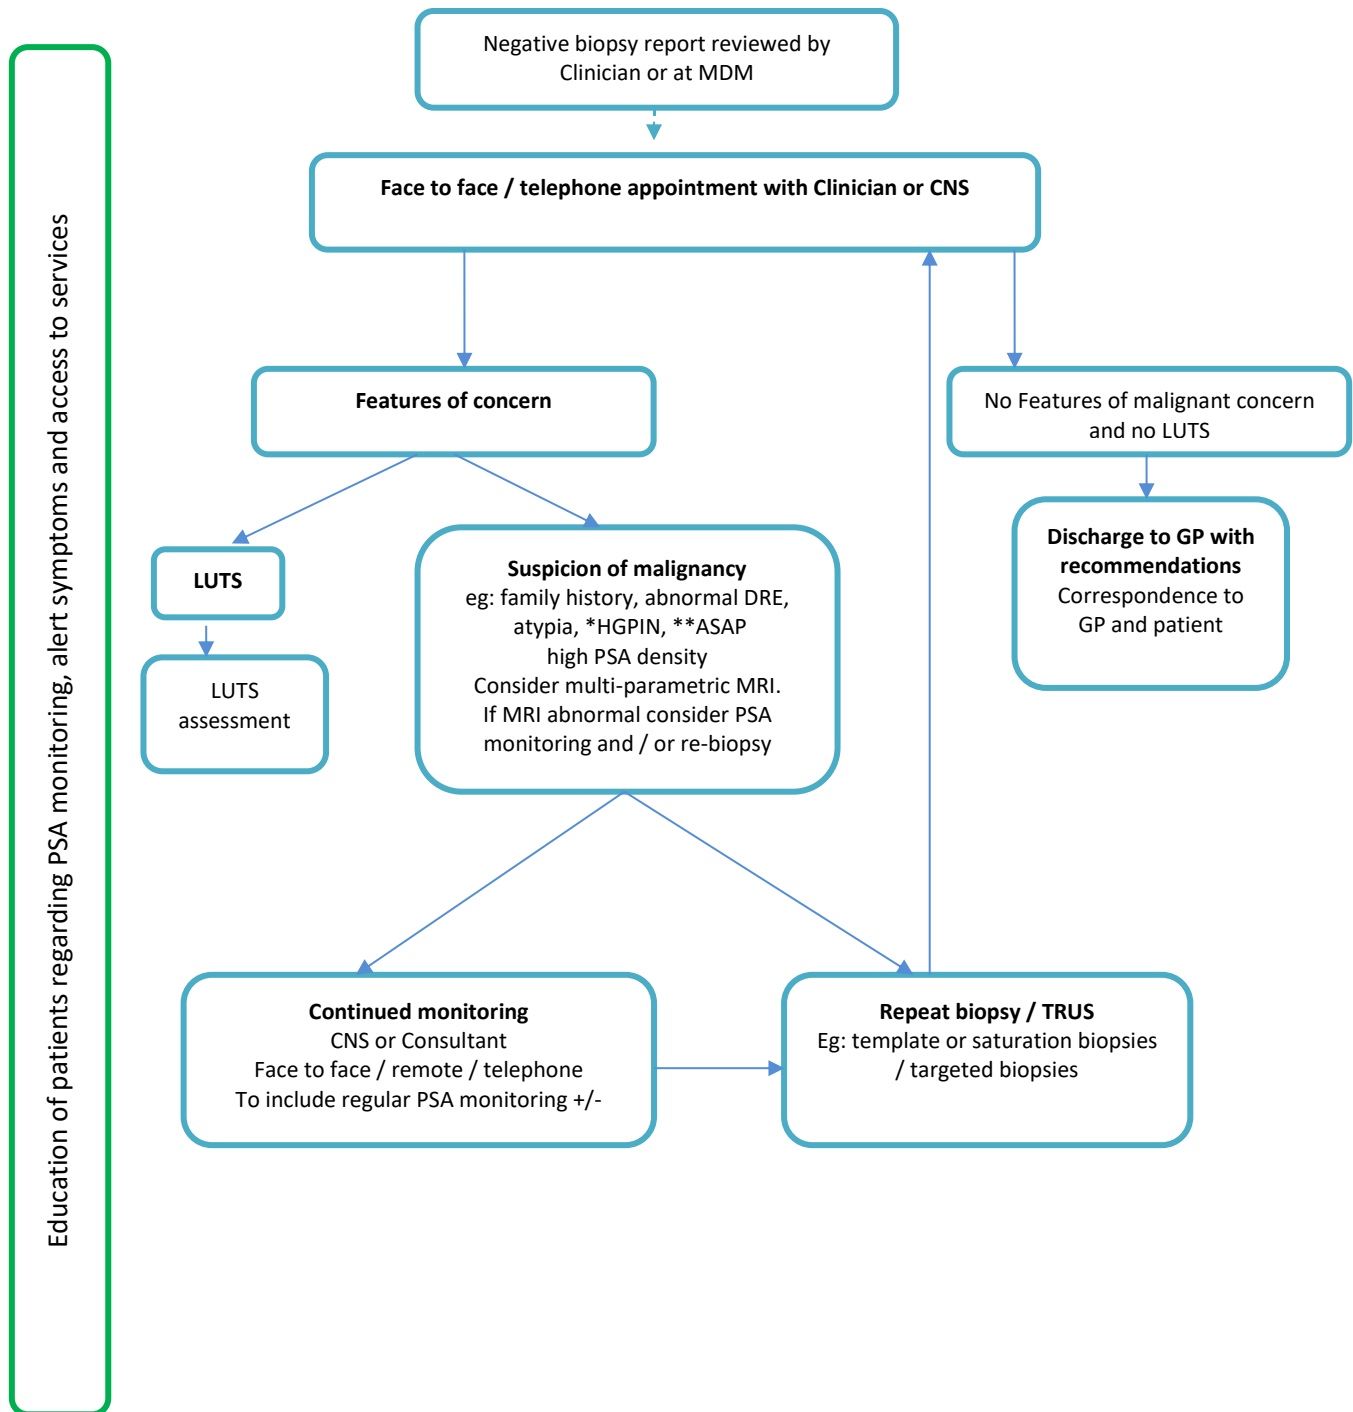 Education of patients regarding PSA monitoring, alert symptoms and access to services
Negative biopsy report reviewed by
Clinician or at MDM
Face to face / telephone appointment with Clinician or CNS
Features of concern
No Features of malignant concern
and no LUTS
LUTS
LUTS
assessment
Suspicion of malignancy
eg: family history, abnormal DRE,
atypia, *HGPIN, **ASAP
high PSA density
Consider multi-parametric MRI.
If MRI abnormal consider PSA
monitoring and / or re-biopsy
Discharge to GP with
recommendations
Correspondence to
GP and patient
Continued monitoring
CNS or Consultant
Face to face / remote / telephone
To include regular PSA monitoring +/-
Repeat biopsy / TRUS
Eg: template or saturation biopsies
/ targeted biopsies